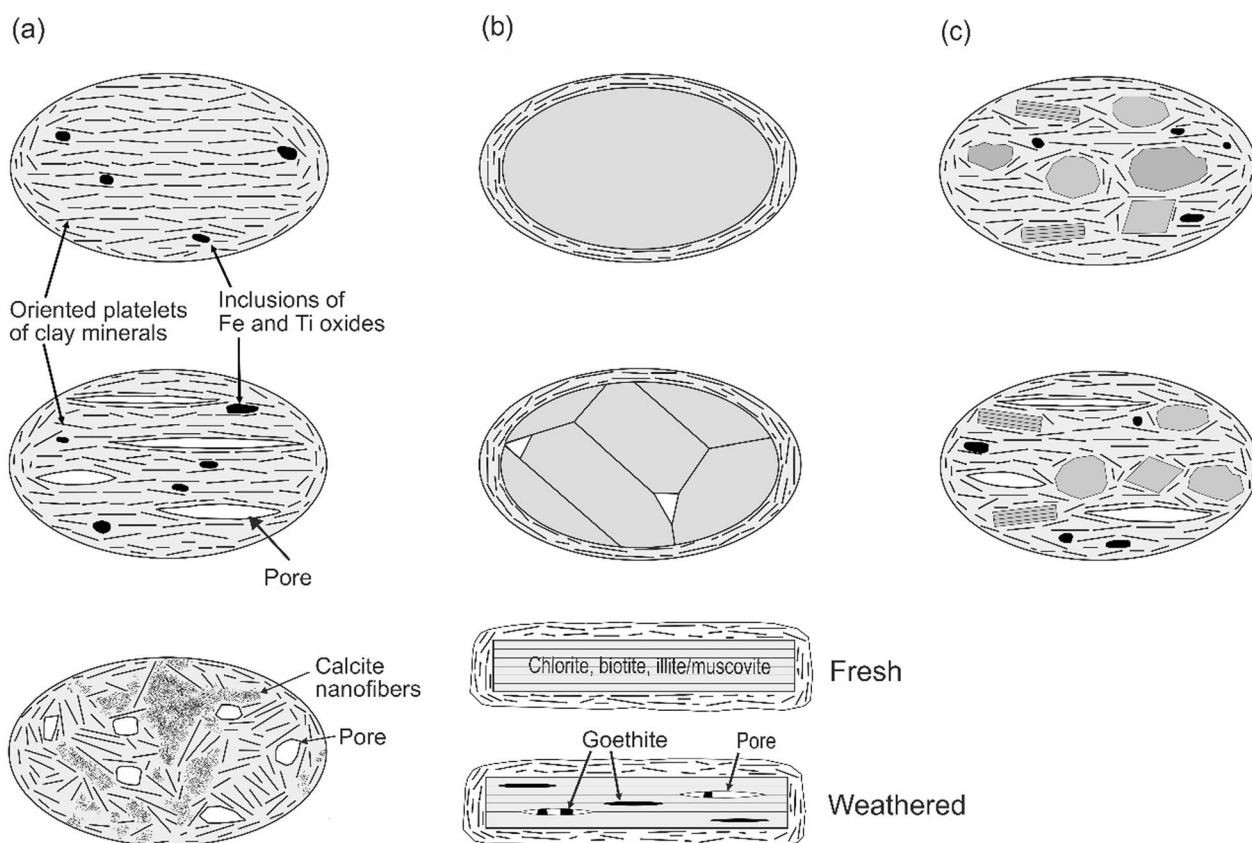 (a)
(b)
(c)
Oriented platelets
of clay minerals
Inclusions of
Fe and Ti oxides
Pore
Calcite
nanofibers
Pore
Chlorite, biotite, illite/muscovite
Fresh
Goethite
Pore
Weathered